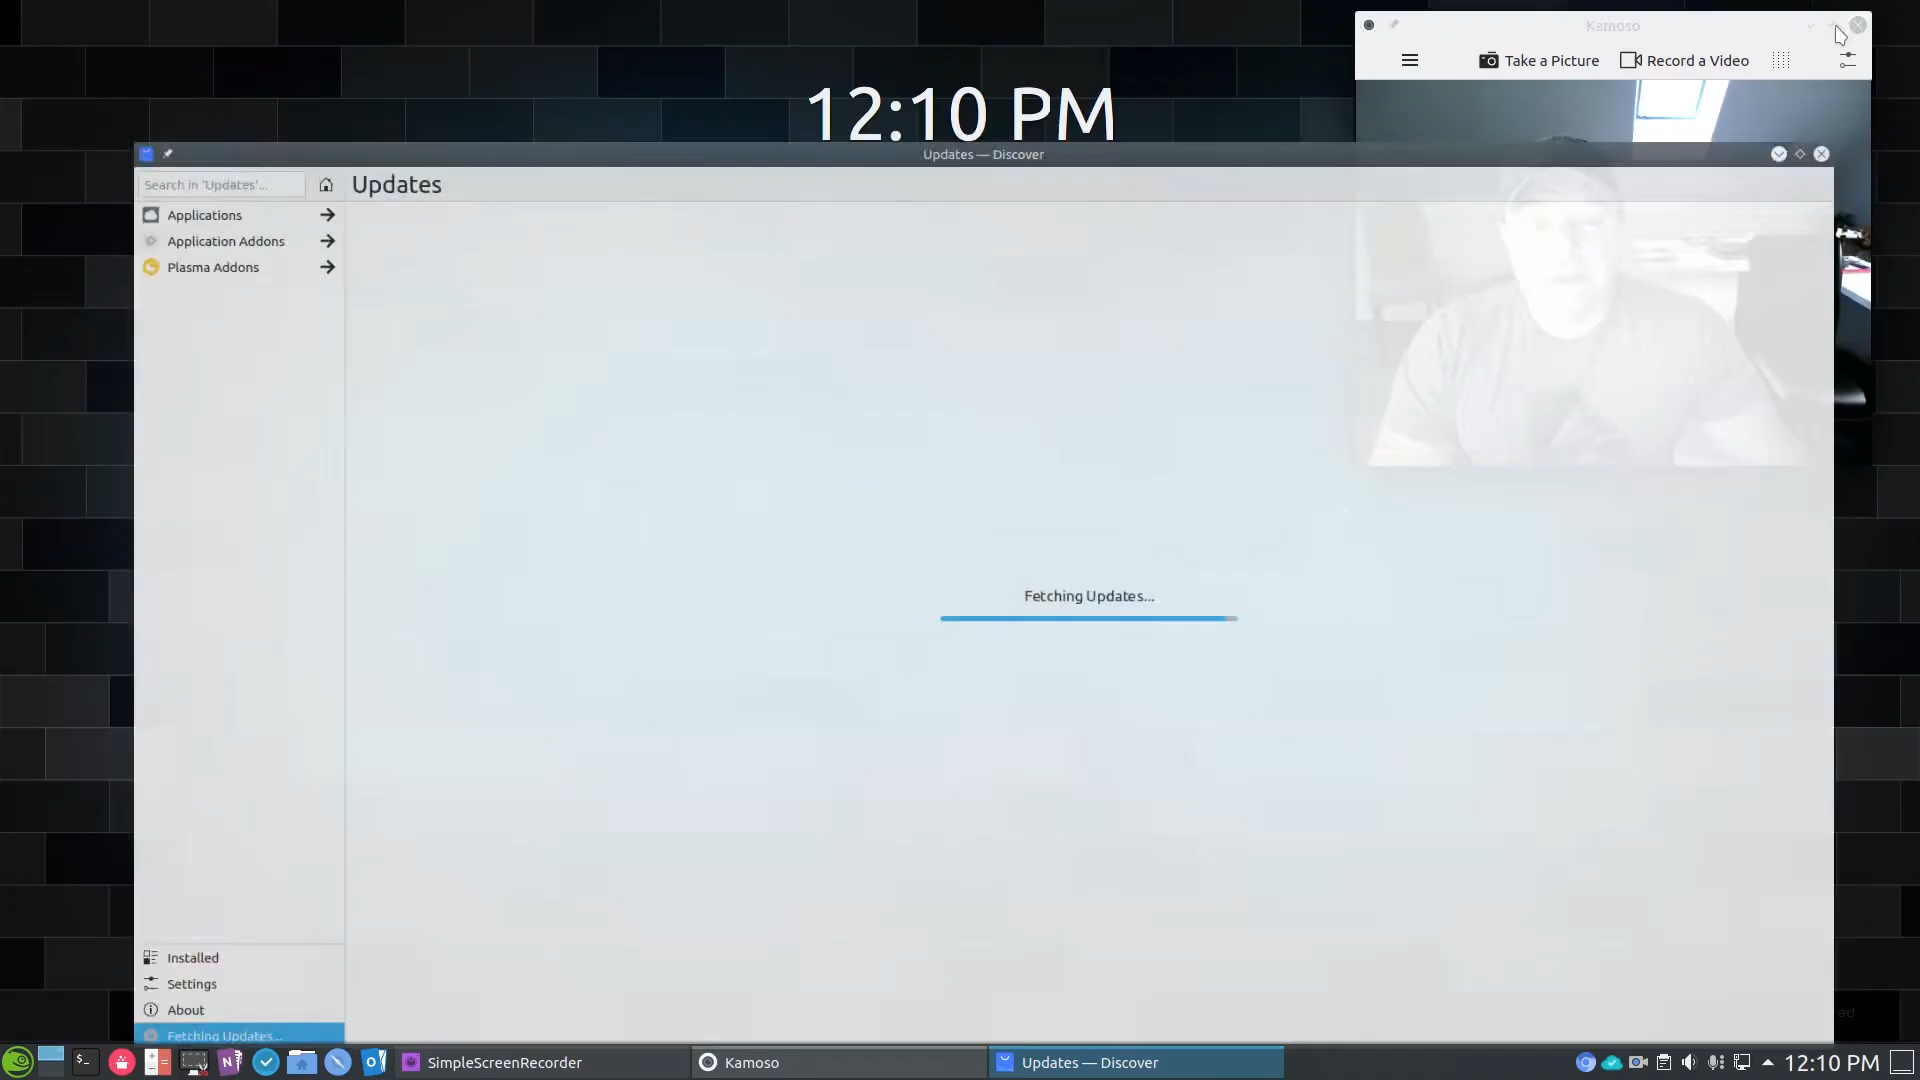 Kamoso
Take a Picture
Record a Video
12:10 PM
Updates — Discover
Search in 'Updates'...
Updates
Applications
Application Addons
Plasma Addons
Fetching Updates...
Installed
Settings
About
Fetching Updates...
SimpleScreenRecorder
Kamoso
Updates — Discover
12:10 PM